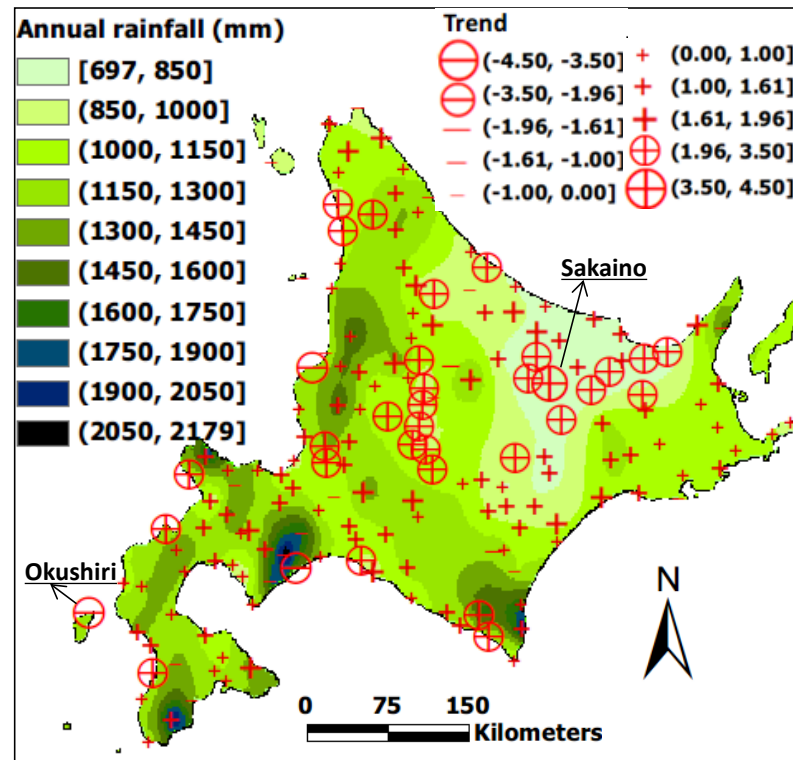 Annual rainfall (mm)
[697, 850]
(850, 1000]
(1000, 1150]
(1150, 1300]
(1300, 1450]
(1450, 1600]
(1600, 1750]
(1750, 1900]
(1900, 2050]
(2050, 2179]
Trend
(-4.50, -3.50]
(-3.50, -1.96]
(-1.96, -1.61]
(-1.61, -1.00]
(-1.00, 0.00]
(0.00, 1.00]
(1.00, 1.61]
(1.61, 1.96]
(1.96, 3.50]
(3.50, 4.50]
Sakaino
Okushiri
N
0 75 150
Kilometers